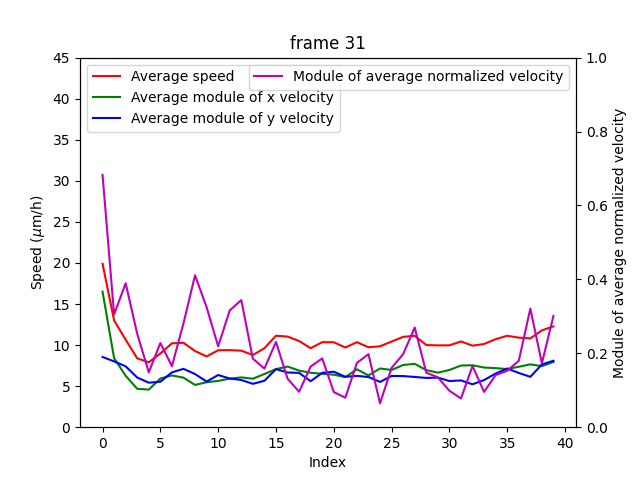 frame 31
Average speed
Average module of x velocity
Average module of y velocity
Module of average normalized velocity
45
40
35
30
25
20
15
10
5
0
Speed (μm/h)
1.0
0.8
0.6
0.4
0.2
0.0
Module of average normalized velocity
0 5 10 15 20 25 30 35 40
Index